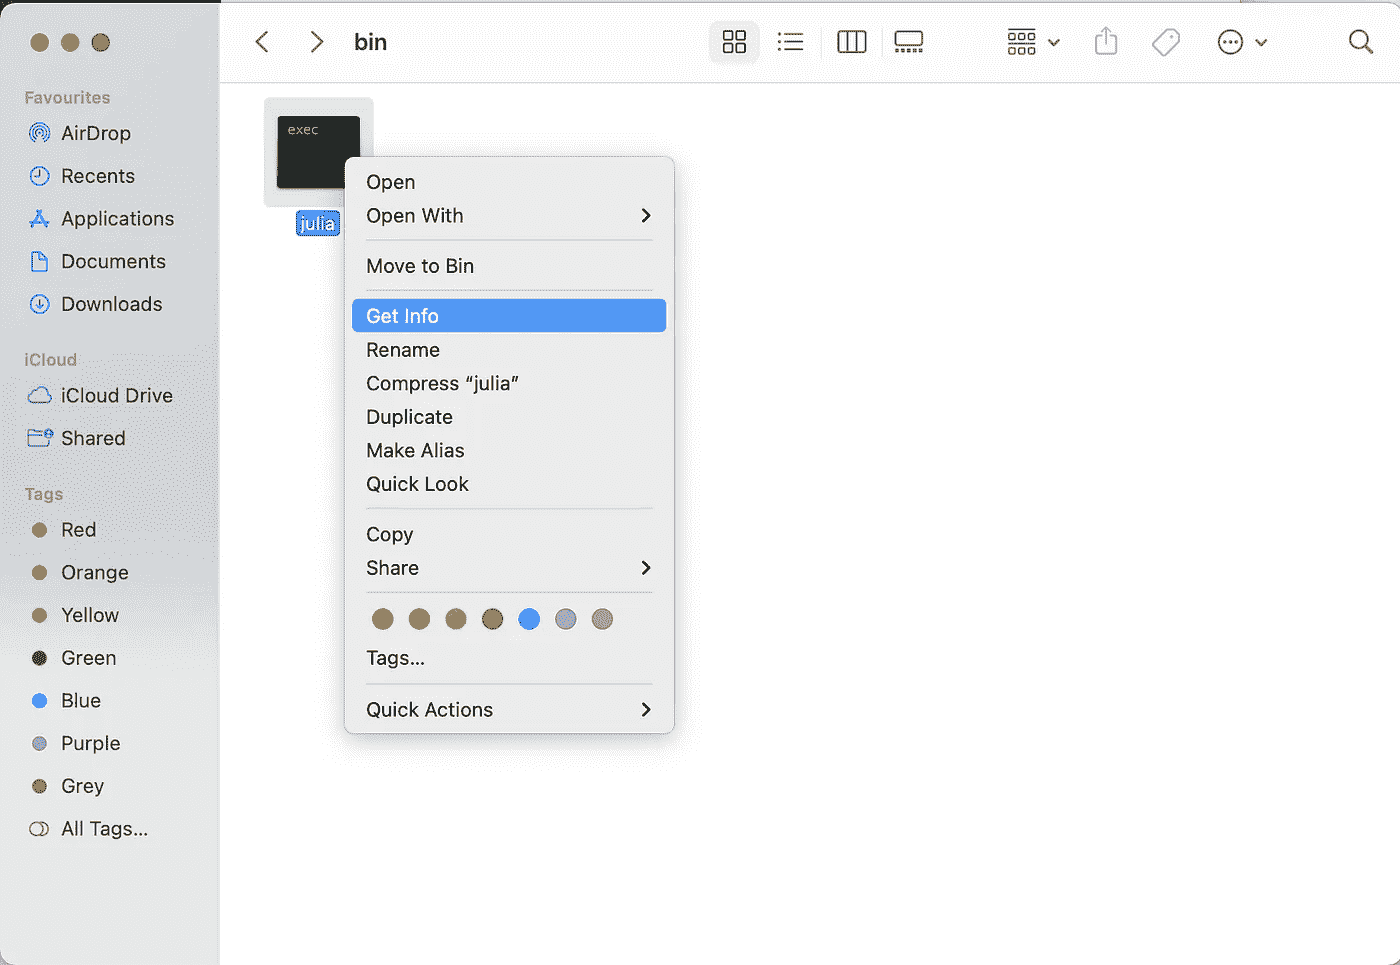 bin
Favourites
AirDrop
Recents
Applications
Documents
Downloads
iCloud
iCloud Drive
Shared
Tags
Red
Orange
Yellow
Green
Blue
Purple
Grey
All Tags...
exec
julia
Open
Open With
Move to Bin
Get Info
Rename
Compress “julia”
Duplicate
Make Alias
Quick Look
Copy
Share
Tags...
Quick Actions